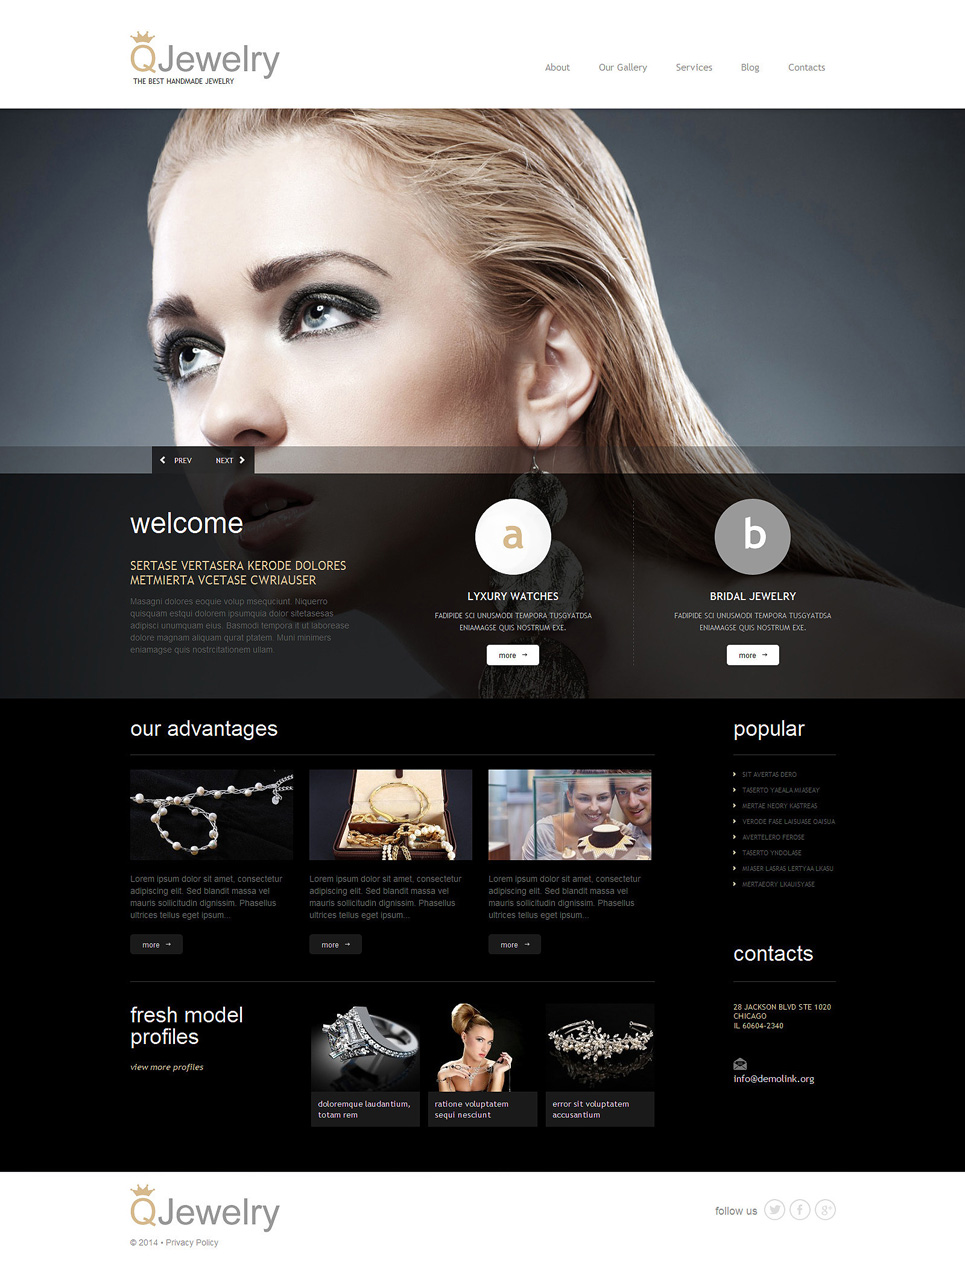 QJewelry
THE BEST HANDMADE JEWELRY
About
Our Gallery
Services
Blog
Contacts
PREV
NEXT
welcome
SERTASE VERTASERA KERODE DOLORES
METMIERTA VCETASE CWRIAUSER
Masagni dolores eoquie volup msequciunt. Niquerro
quisquam estqui dolorem ipsumquia dolor sitetasesas
adipisci unumquam eius. Basmodi tempora it ut laborease
dolore magnam aliquam qurat ptatem. Muni minimers
eniamagse quis nostrcitationem ullam.
a
LYXURY WATCHES
FADIPIDE SCI UNUSMODI TEMPORA TUSGYATDSA
ENIAMAGSE QUIS NOSTRUM EXE.
more →
b
BRIDAL JEWELRY
FADIPIDE SCI UNUSMODI TEMPORA TUSGYATDSA
ENIAMAGSE QUIS NOSTRUM EXE.
more →
our advantages
Lorem ipsum dolor sit amet, consectetur
adipiscing elit. Sed blandit massa vel
mauris sollicitudin dignissim. Phasellus
ultrices tellus eget ipsum...
more →
Lorem ipsum dolor sit amet, consectetur
adipiscing elit. Sed blandit massa vel
mauris sollicitudin dignissim. Phasellus
ultrices tellus eget ipsum...
more →
Lorem ipsum dolor sit amet, consectetur
adipiscing elit. Sed blandit massa vel
mauris sollicitudin dignissim. Phasellus
ultrices tellus eget ipsum...
more →
popular
SIT AVERTAS DERO
TASERTO YAEALA MIASEAY
MERTAE NEORY KASTREAS
VERODE FASE LAISUASE OAISUA
AVERTELERO FEROSE
TASERTO YHDOLASE
MIASER LASRAS LERTYAA LKASU
MERTAEORY LKAUISYASE
fresh model
profiles
view more profiles
doloremque laudantium,
totam rem
ratione voluptatem
sequi nesciunt
error sit voluptatem
accusantium
contacts
28 JACKSON BLVD STE 1020
CHICAGO
IL 60604-2340
info@demolink.org
QJewelry
© 2014 • Privacy Policy
follow us